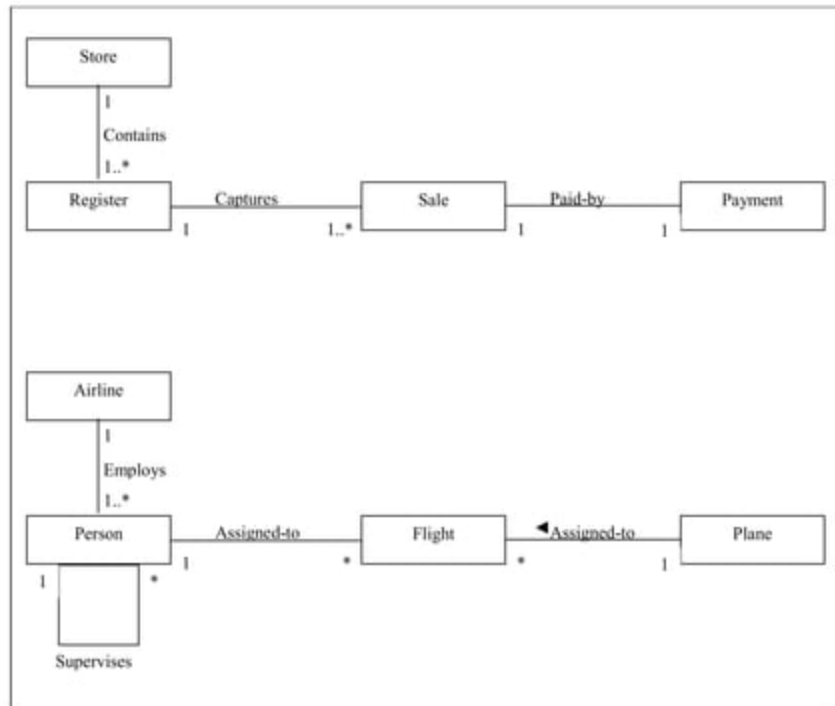 Store
1
Contains
1..*
Register Captures Sale Paid-by Payment
1 1..* 1 1
Airline
1
Employs
1..*
Person Assigned-to Flight ◄Assigned-to Plane
1 * 1 * * 1
Supervises